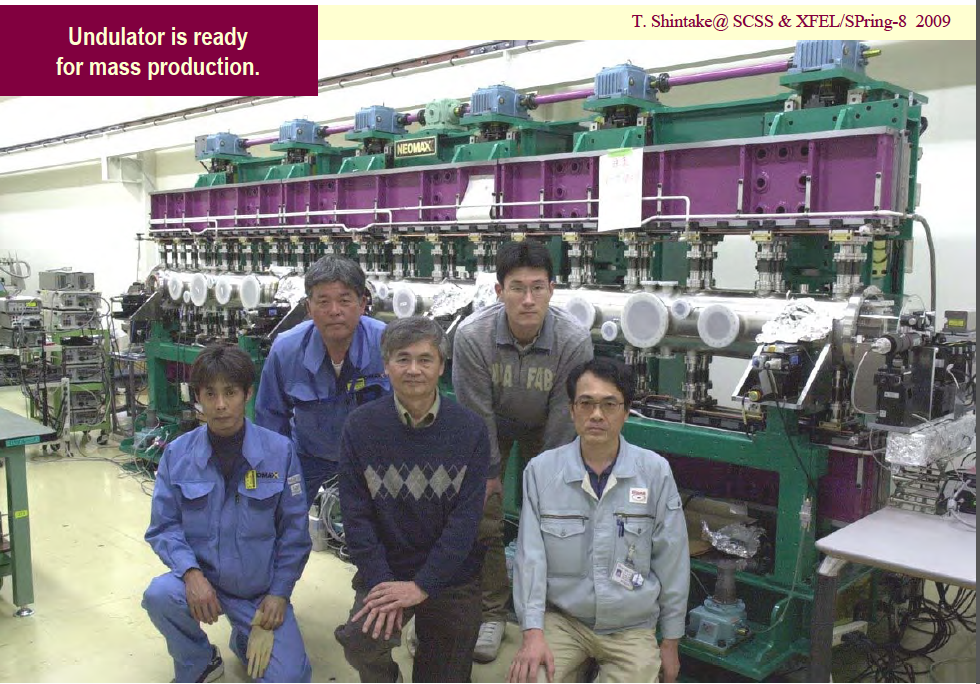 Undulator is ready
for mass production.
T. Shintake@ SCSS & XFEL/SPring-8 2009
NEOMAX